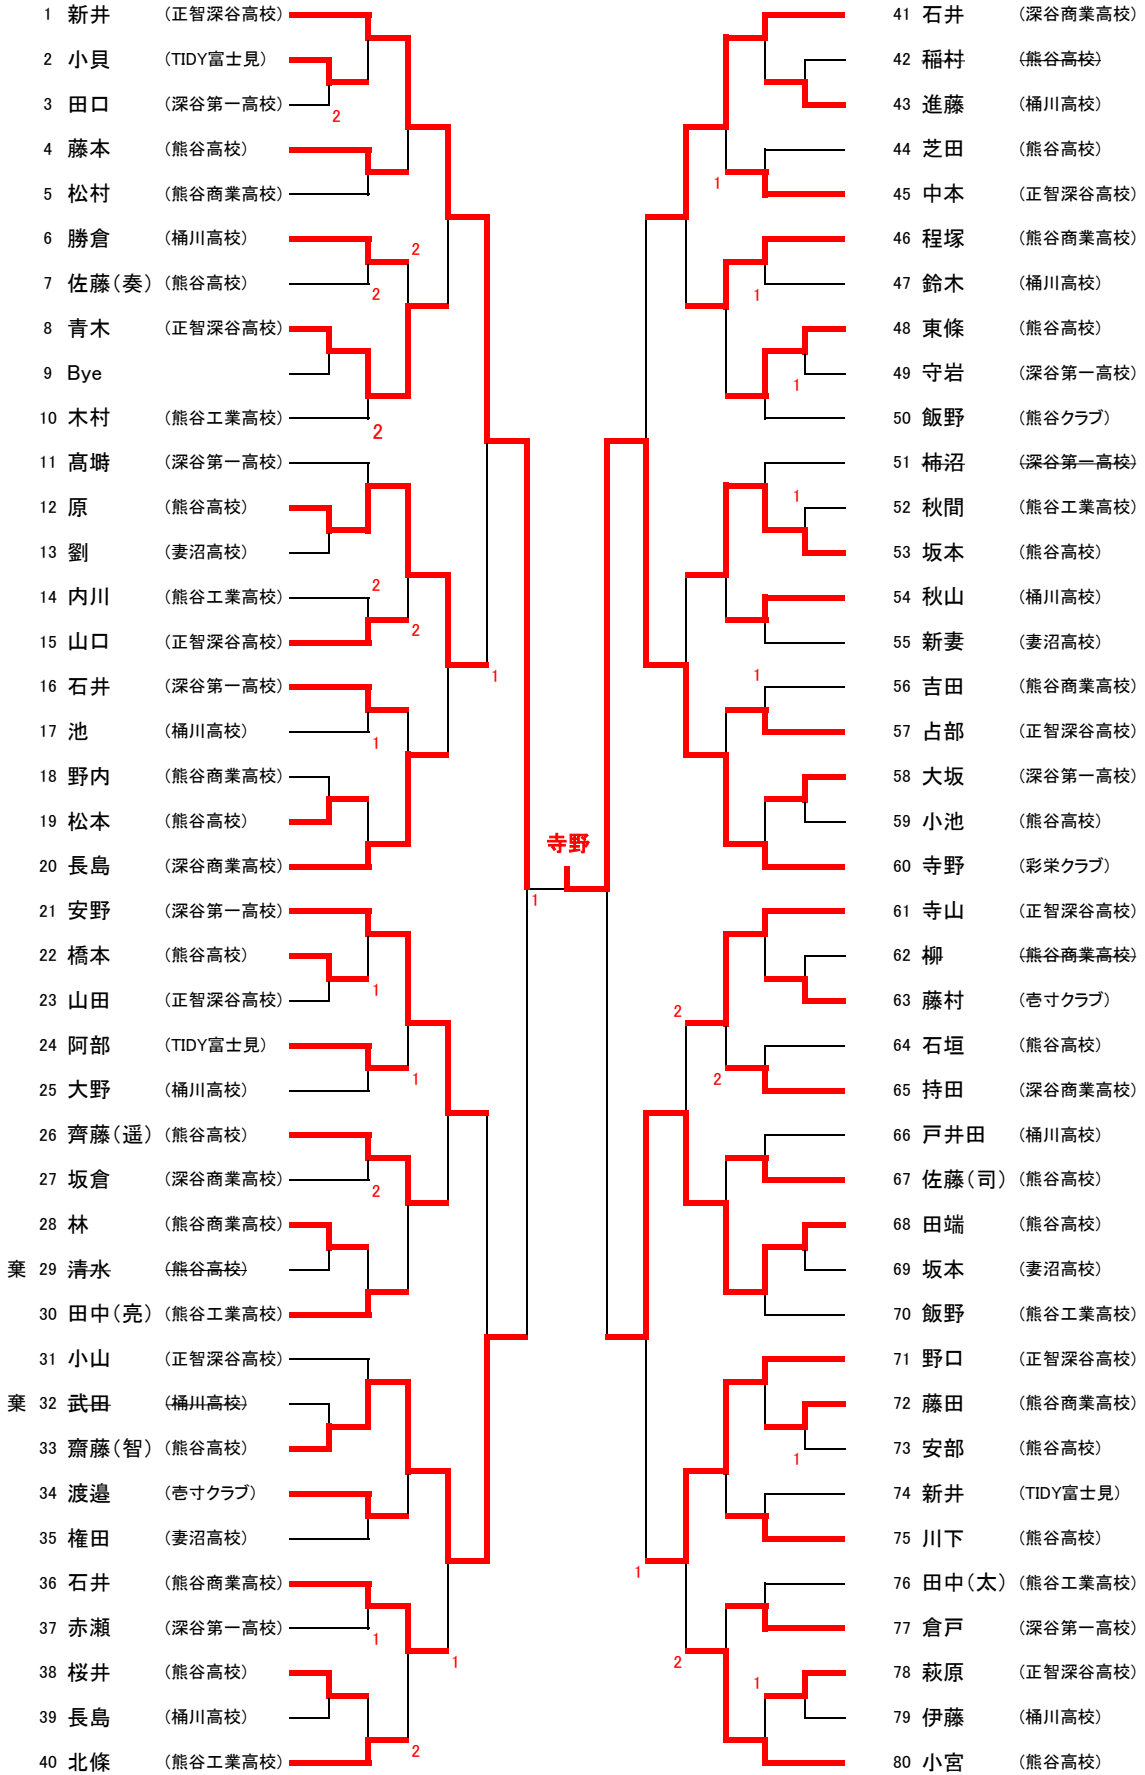 1 新井 (正智深谷高校)
2 小貝 (TIDY富士見)
3 田口 (深谷第一高校)
2
4 藤本 (熊谷高校)
5 松村 (熊谷商業高校)
6 勝倉 (桶川高校)
2
7 佐藤(奏) (熊谷高校)
2
8 青木 (正智深谷高校)
9 Bye
10 木村 (熊谷工業高校)
2
11 髙塒 (深谷第一高校)
12 原 (熊谷高校)
13 劉 (妻沼高校)
2
14 内川 (熊谷工業高校)
2
15 山口 (正智深谷高校)
1
16 石井 (深谷第一高校)
17 池 (桶川高校)
1
18 野内 (熊谷商業高校)
19 松本 (熊谷高校)
20 長島 (深谷商業高校)
21 安野 (深谷第一高校)
22 橋本 (熊谷高校)
1
23 山田 (正智深谷高校)
24 阿部 (TIDY富士見)
1
25 大野 (桶川高校)
26 齊藤(遥) (熊谷高校)
27 坂倉 (深谷商業高校)
2
28 林 (熊谷商業高校)
棄 29 清水 (熊谷高校)
30 田中(亮) (熊谷工業高校)
31 小山 (正智深谷高校)
棄 32 武田 (桶川高校)
33 齋藤(智) (熊谷高校)
34 渡邉 (壱寸クラブ)
35 権田 (妻沼高校)
36 石井 (熊谷商業高校)
37 赤瀬 (深谷第一高校)
1
1
38 桜井 (熊谷高校)
39 長島 (桶川高校)
2
40 北條 (熊谷工業高校)
寺野
1
41 石井 (深谷商業高校)
42 稲村 (熊谷高校)
43 進藤 (桶川高校)
44 芝田 (熊谷高校)
1
45 中本 (正智深谷高校)
46 程塚 (熊谷商業高校)
47 鈴木 (桶川高校)
1
48 東條 (熊谷高校)
49 守岩 (深谷第一高校)
1
50 飯野 (熊谷クラブ)
51 柿沼 (深谷第一高校)
1
52 秋間 (熊谷工業高校)
53 坂本 (熊谷高校)
54 秋山 (桶川高校)
55 新妻 (妻沼高校)
1
56 吉田 (熊谷商業高校)
57 占部 (正智深谷高校)
58 大坂 (深谷第一高校)
59 小池 (熊谷高校)
60 寺野 (彩栄クラブ)
61 寺山 (正智深谷高校)
62 柳 (熊谷商業高校)
63 藤村 (壱寸クラブ)
2
64 石垣 (熊谷高校)
2
65 持田 (深谷商業高校)
66 戸井田 (桶川高校)
67 佐藤(司) (熊谷高校)
68 田端 (熊谷高校)
69 坂本 (妻沼高校)
70 飯野 (熊谷工業高校)
71 野口 (正智深谷高校)
72 藤田 (熊谷商業高校)
73 安部 (熊谷高校)
1
74 新井 (TIDY富士見)
75 川下 (熊谷高校)
1
76 田中(太) (熊谷工業高校)
77 倉戸 (深谷第一高校)
2
1
78 萩原 (正智深谷高校)
79 伊藤 (桶川高校)
80 小宮 (熊谷高校)